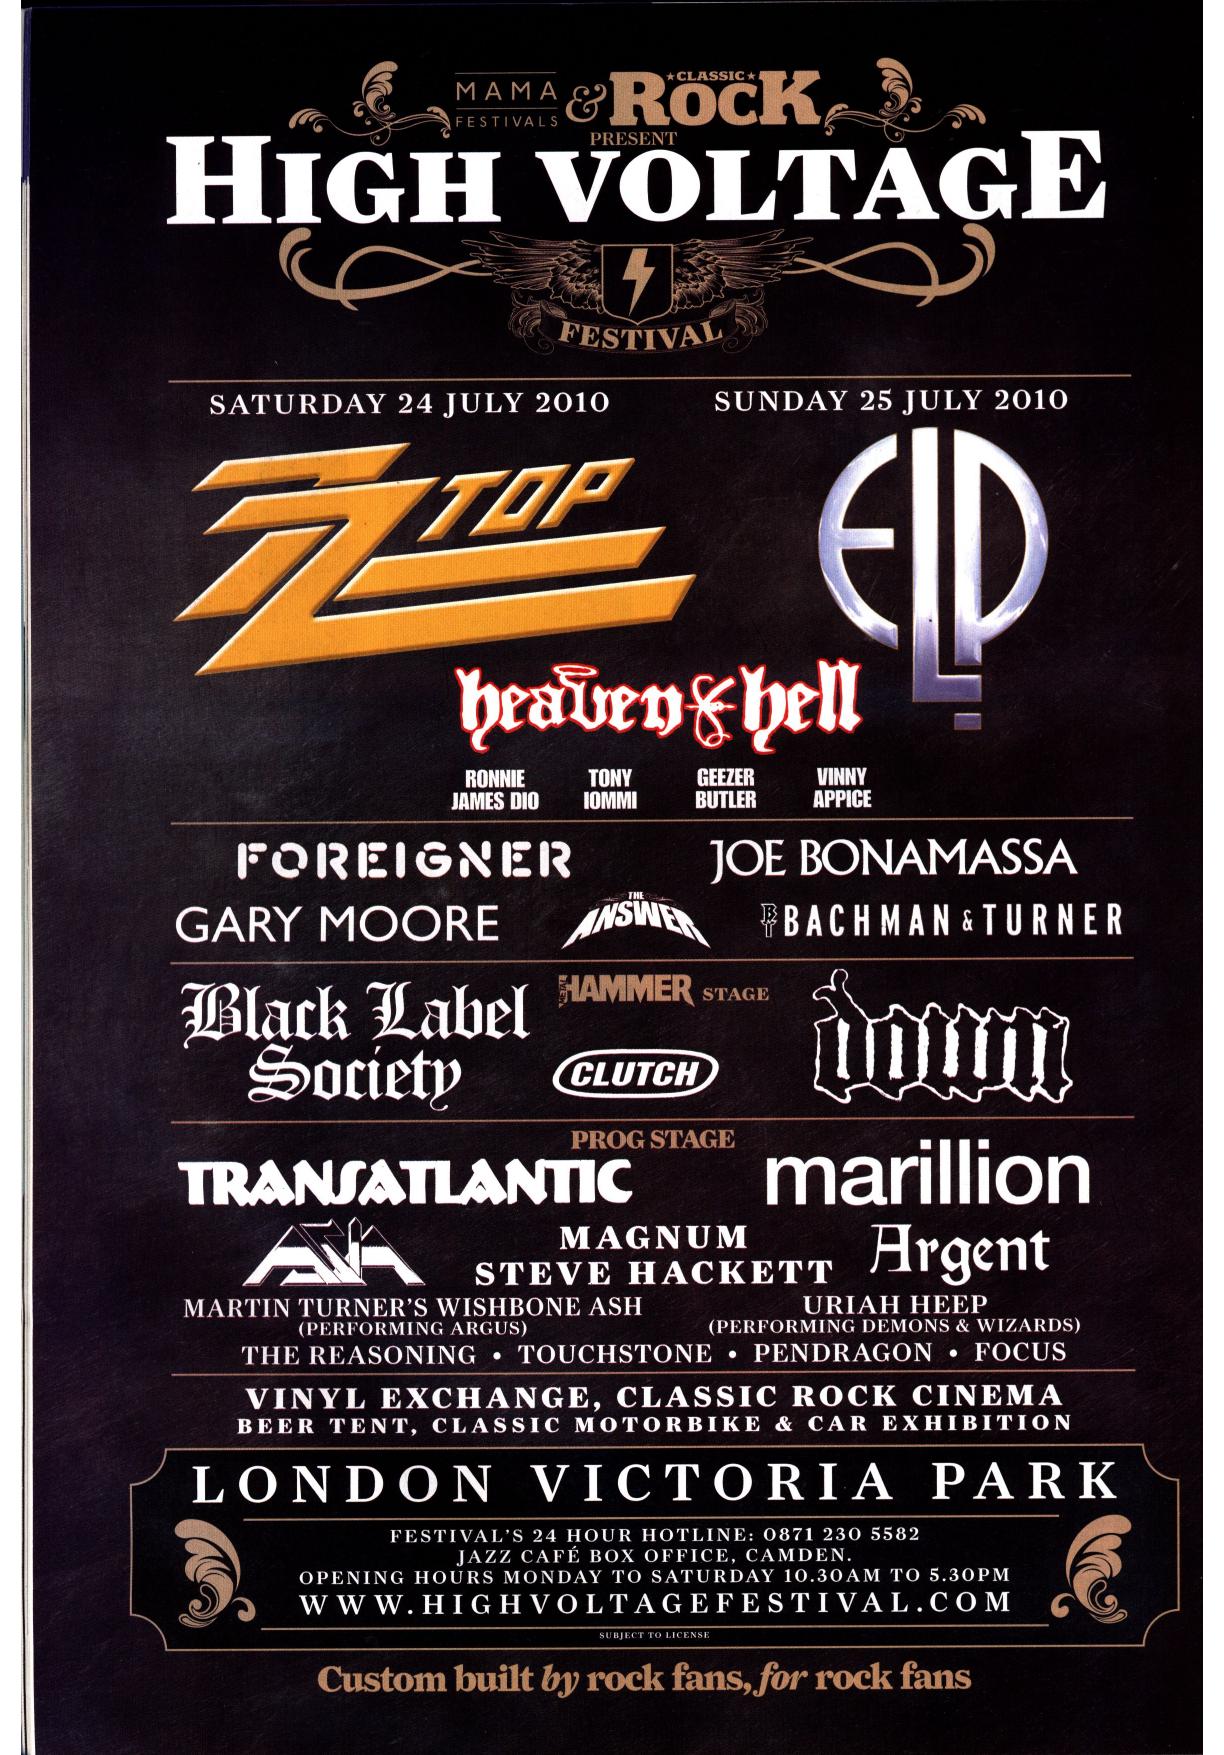 MAMA FESTIVALS & CLASSIC ROCK
PRESENT
HIGH VOLTAGE
FESTIVAL
SATURDAY 24 JULY 2010
SUNDAY 25 JULY 2010
ZZ TOP
ELP
heaven & hell
RONNIE JAMES DIO
TONY IOMMI
GEEZER BUTLER
VINNY APPICE
FOREIGNER
JOE BONAMASSA
GARY MOORE
THE ANSWER
BT BACHMAN & TURNER
METAL HAMMER STAGE
Black Label
Society
CLUTCH
down
PROG STAGE
TRANSATLANTIC
marillion
ASIA
MAGNUM
STEVE HACKETT
Argent
MARTIN TURNER'S WISHBONE ASH
(PERFORMING ARGUS)
URIAH HEEP
(PERFORMING DEMONS & WIZARDS)
THE REASONING • TOUCHSTONE • PENDRAGON • FOCUS
VINYL EXCHANGE, CLASSIC ROCK CINEMA
BEER TENT, CLASSIC MOTORBIKE & CAR EXHIBITION
LONDON VICTORIA PARK
FESTIVAL'S 24 HOUR HOTLINE: 0871 230 5582
JAZZ CAFÉ BOX OFFICE, CAMDEN.
OPENING HOURS MONDAY TO SATURDAY 10.30AM TO 5.30PM
WWW.HIGHVOLTAGEFESTIVAL.COM
SUBJECT TO LICENSE
Custom built by rock fans, for rock fans